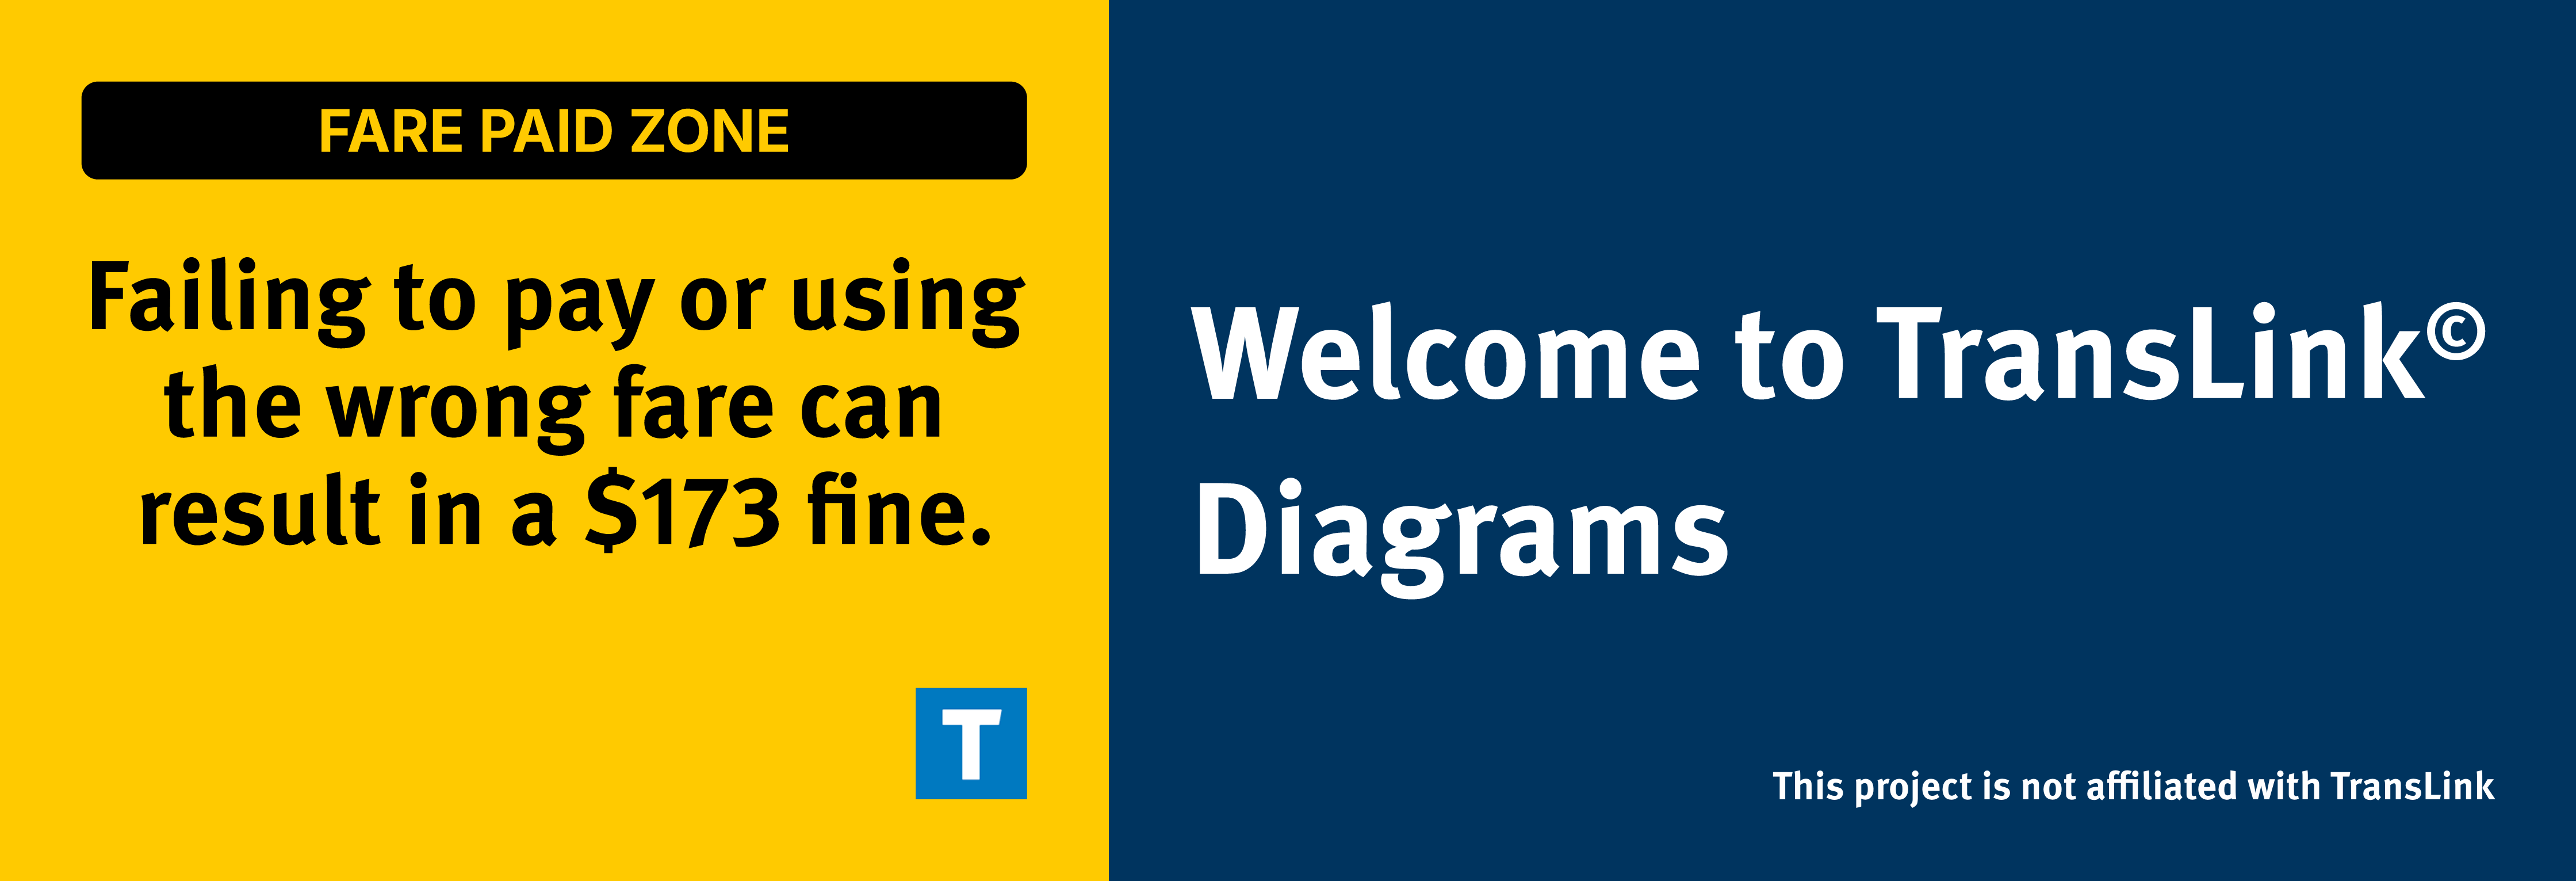 FARE PAID ZONE
Failing to pay or using
the wrong fare can
result in a $173 fine.
T
Welcome to TransLink©
Diagrams
This project is not affiliated with TransLink